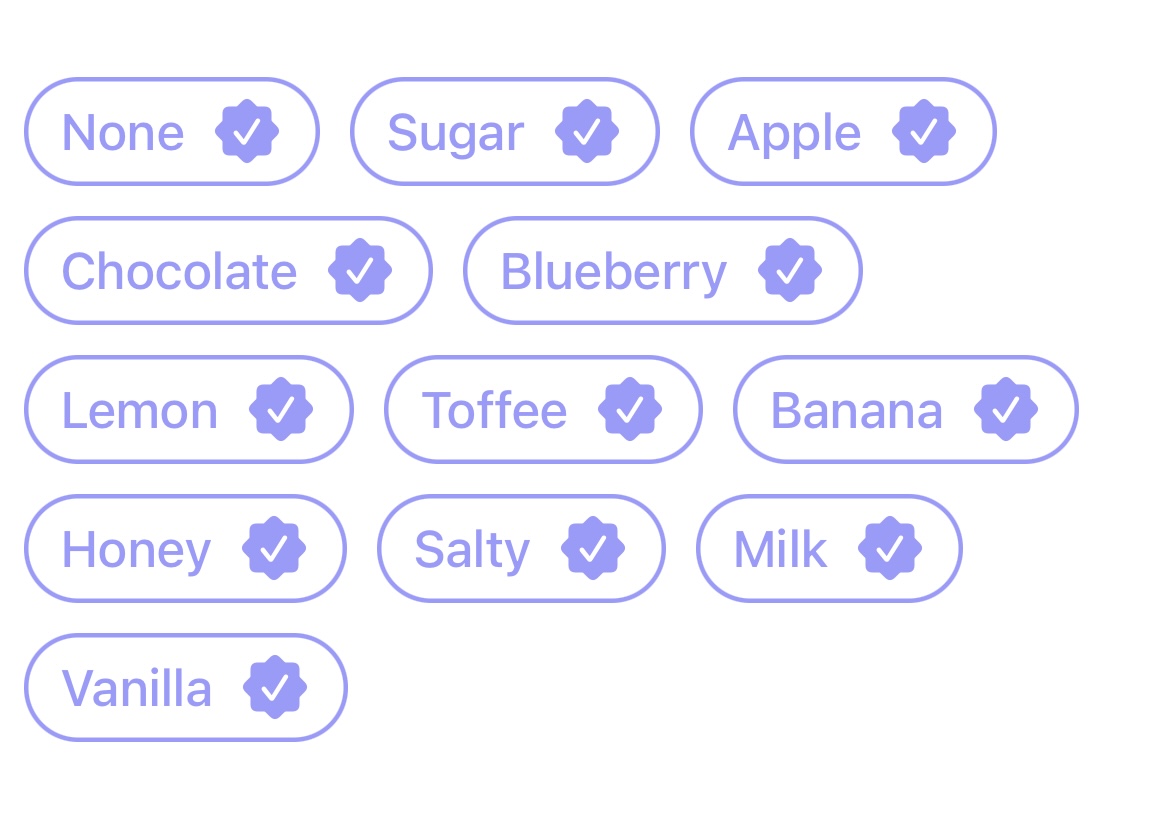 None Sugar Apple
Chocolate Blueberry
Lemon Toffee Banana
Honey Salty Milk
Vanilla